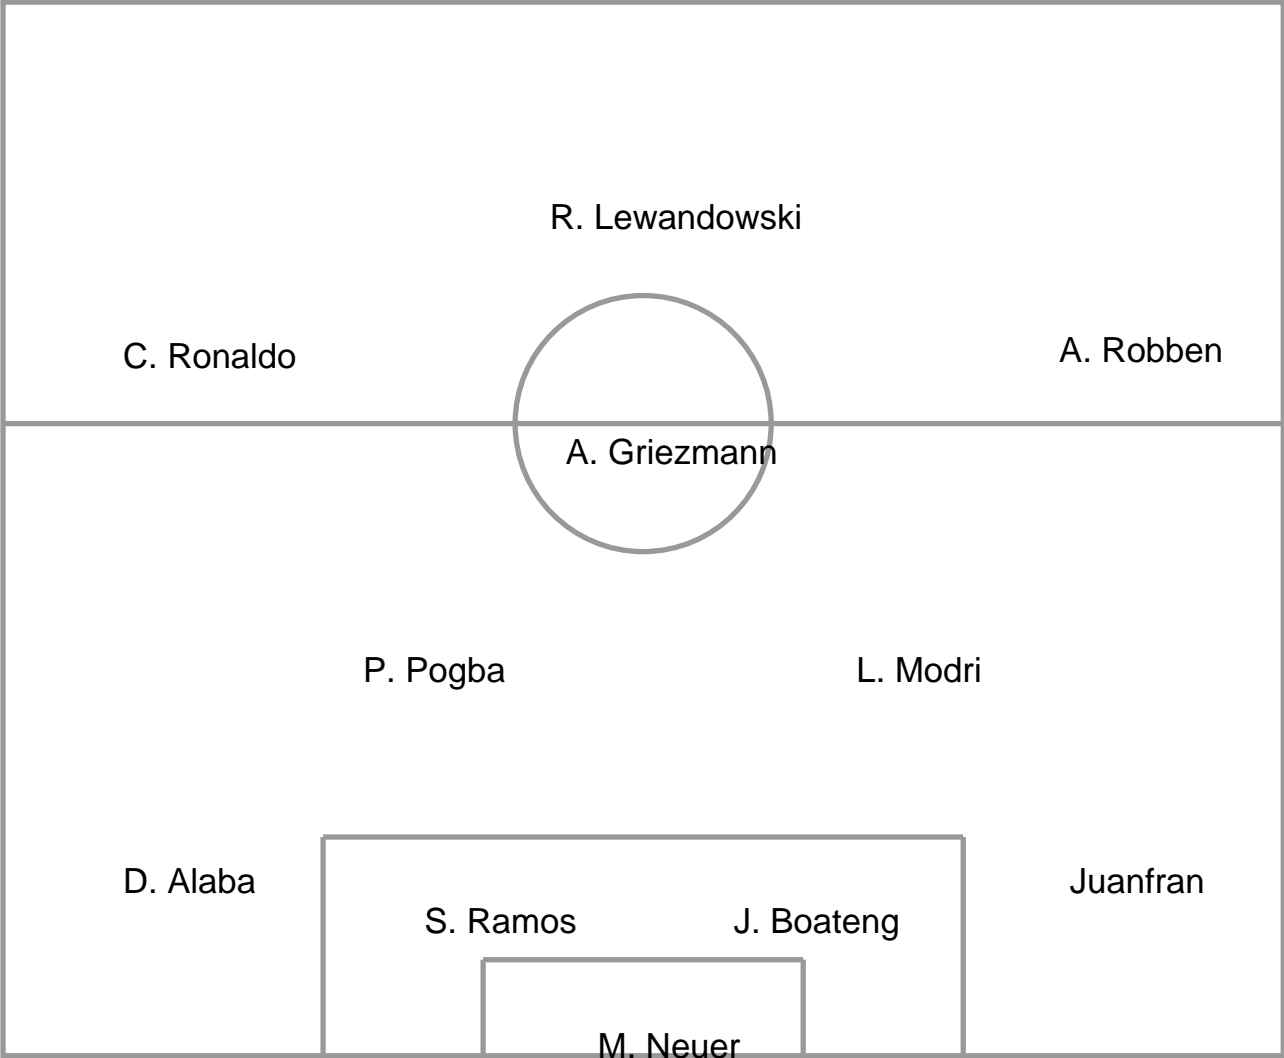 R. Lewandowski
C. Ronaldo
A. Robben
A. Griezmann
P. Pogba
L. Modri
D. Alaba
Juanfran
S. Ramos
J. Boateng
M. Neuer